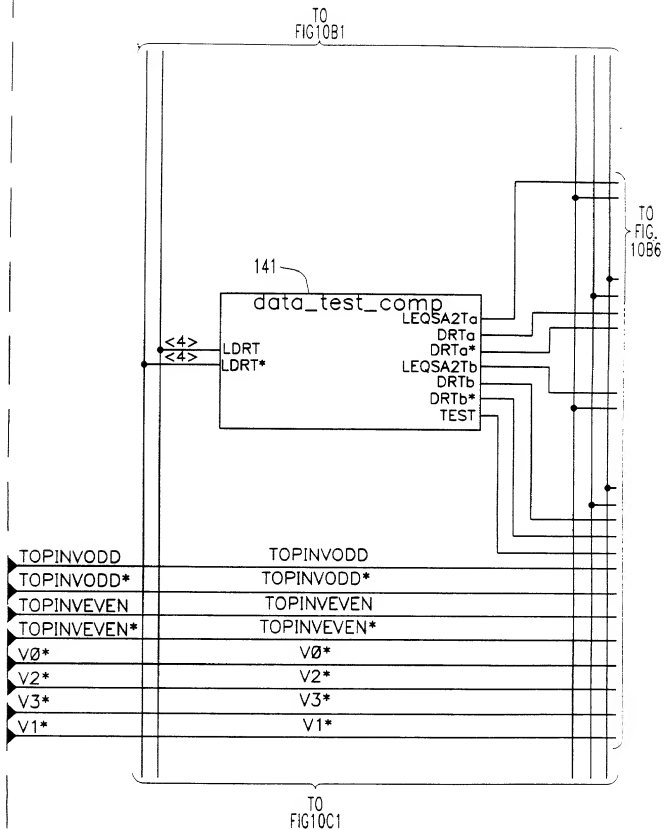 TO
FIG10B1
TO
FIG.
10B6
141
data_test_comp
LEQSA2Ta
DRTa
DRTa*
LEQSA2Tb
DRTb
DRTb*
TEST
<4> LDRT
<4> LDRT*
TOPINVODD TOPINVODD
TOPINVODD* TOPINVODD*
TOPINVEVEN TOPINVEVEN
TOPINVEVEN* TOPINVEVEN*
VØ* VØ*
V2* V2*
V3* V3*
V1* V1*
TO
FIG10C1